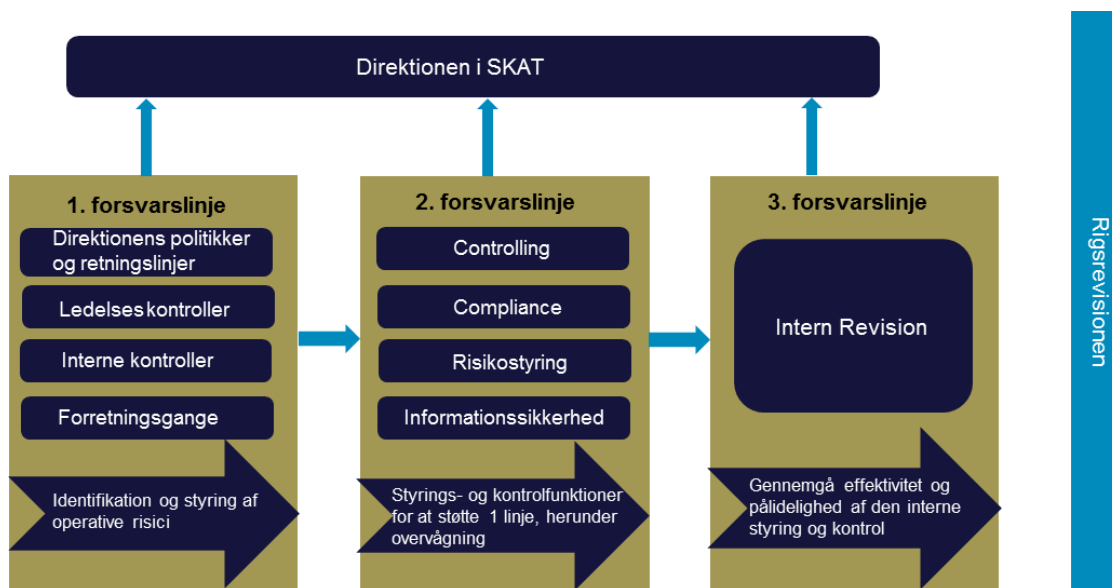 Direktionen i SKAT
1. forsvarslinje
Direktionens politikker
og retningslinjer
Ledelseskontroller
Interne kontroller
Forretningsgange
Identifikation og styring af
operative risici
2. forsvarslinje
Controlling
Compliance
Risikostyring
Informationssikkerhed
Styrings- og kontrolfunktioner
for at støtte 1 linje, herunder
overvågning
3. forsvarslinje
Intern Revision
Gennemgå effektivitet og
pålidelighed af den interne
styring og kontrol
Rigsrevisionen